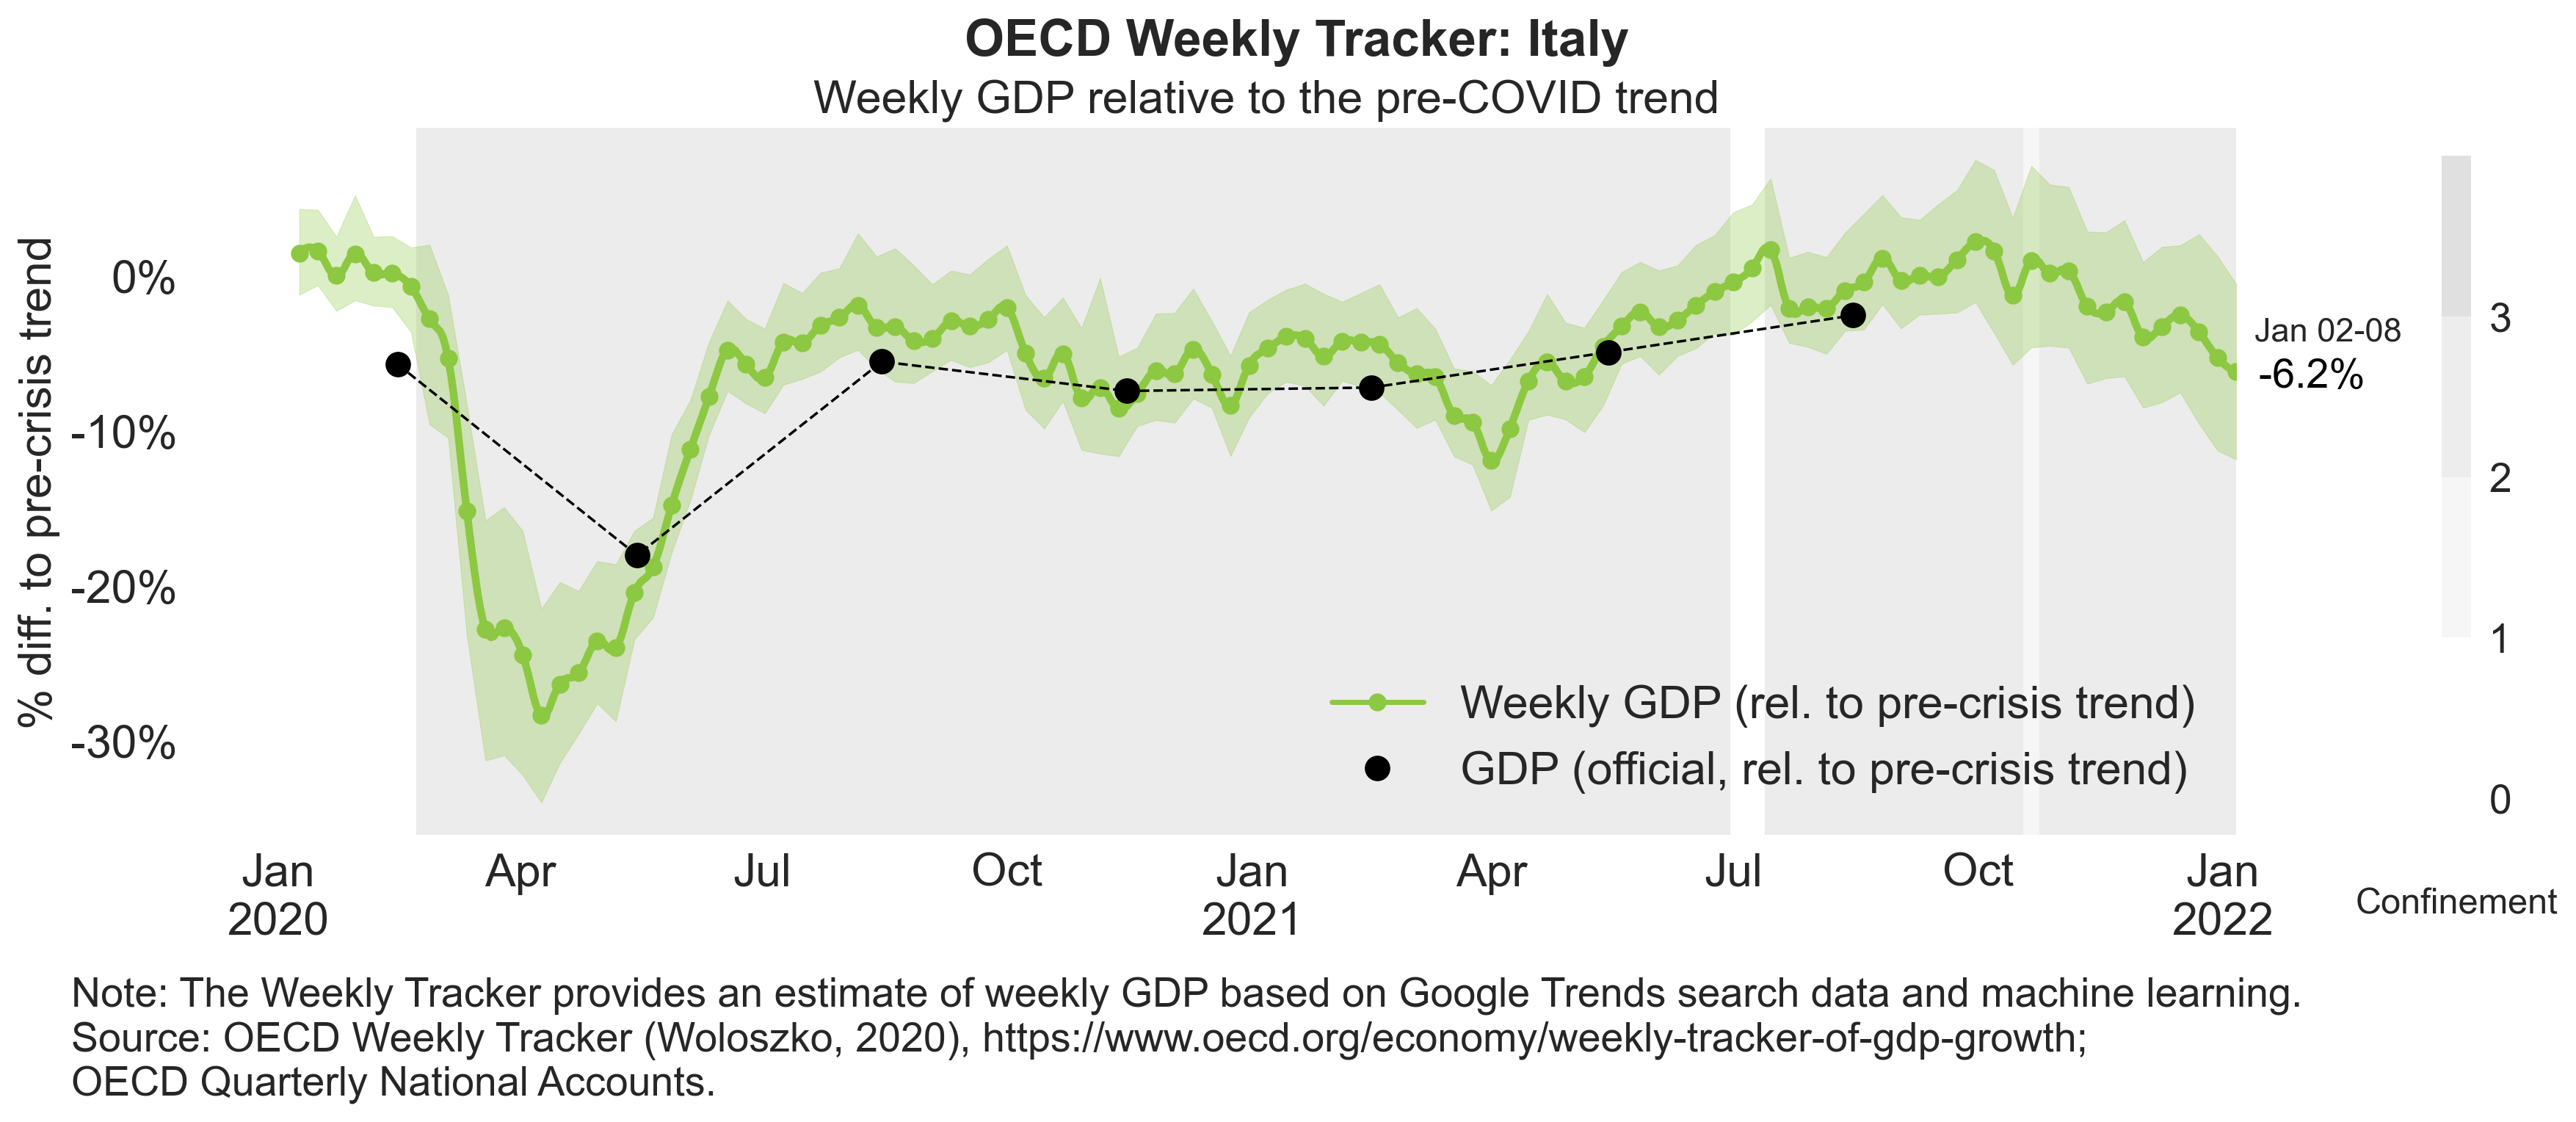 OECD Weekly Tracker: Italy
Weekly GDP relative to the pre-COVID trend
% diff. to pre-crisis trend
0%
-10%
-20%
-30%
Jan 02-08
-6.2%
3
2
1
0
Weekly GDP (rel. to pre-crisis trend)
GDP (official, rel. to pre-crisis trend)
Jan Apr Jul Oct Jan Apr Jul Oct Jan
2020 2021 2022
Confinement
Note: The Weekly Tracker provides an estimate of weekly GDP based on Google Trends search data and machine learning.
Source: OECD Weekly Tracker (Woloszko, 2020), https://www.oecd.org/economy/weekly-tracker-of-gdp-growth;
OECD Quarterly National Accounts.